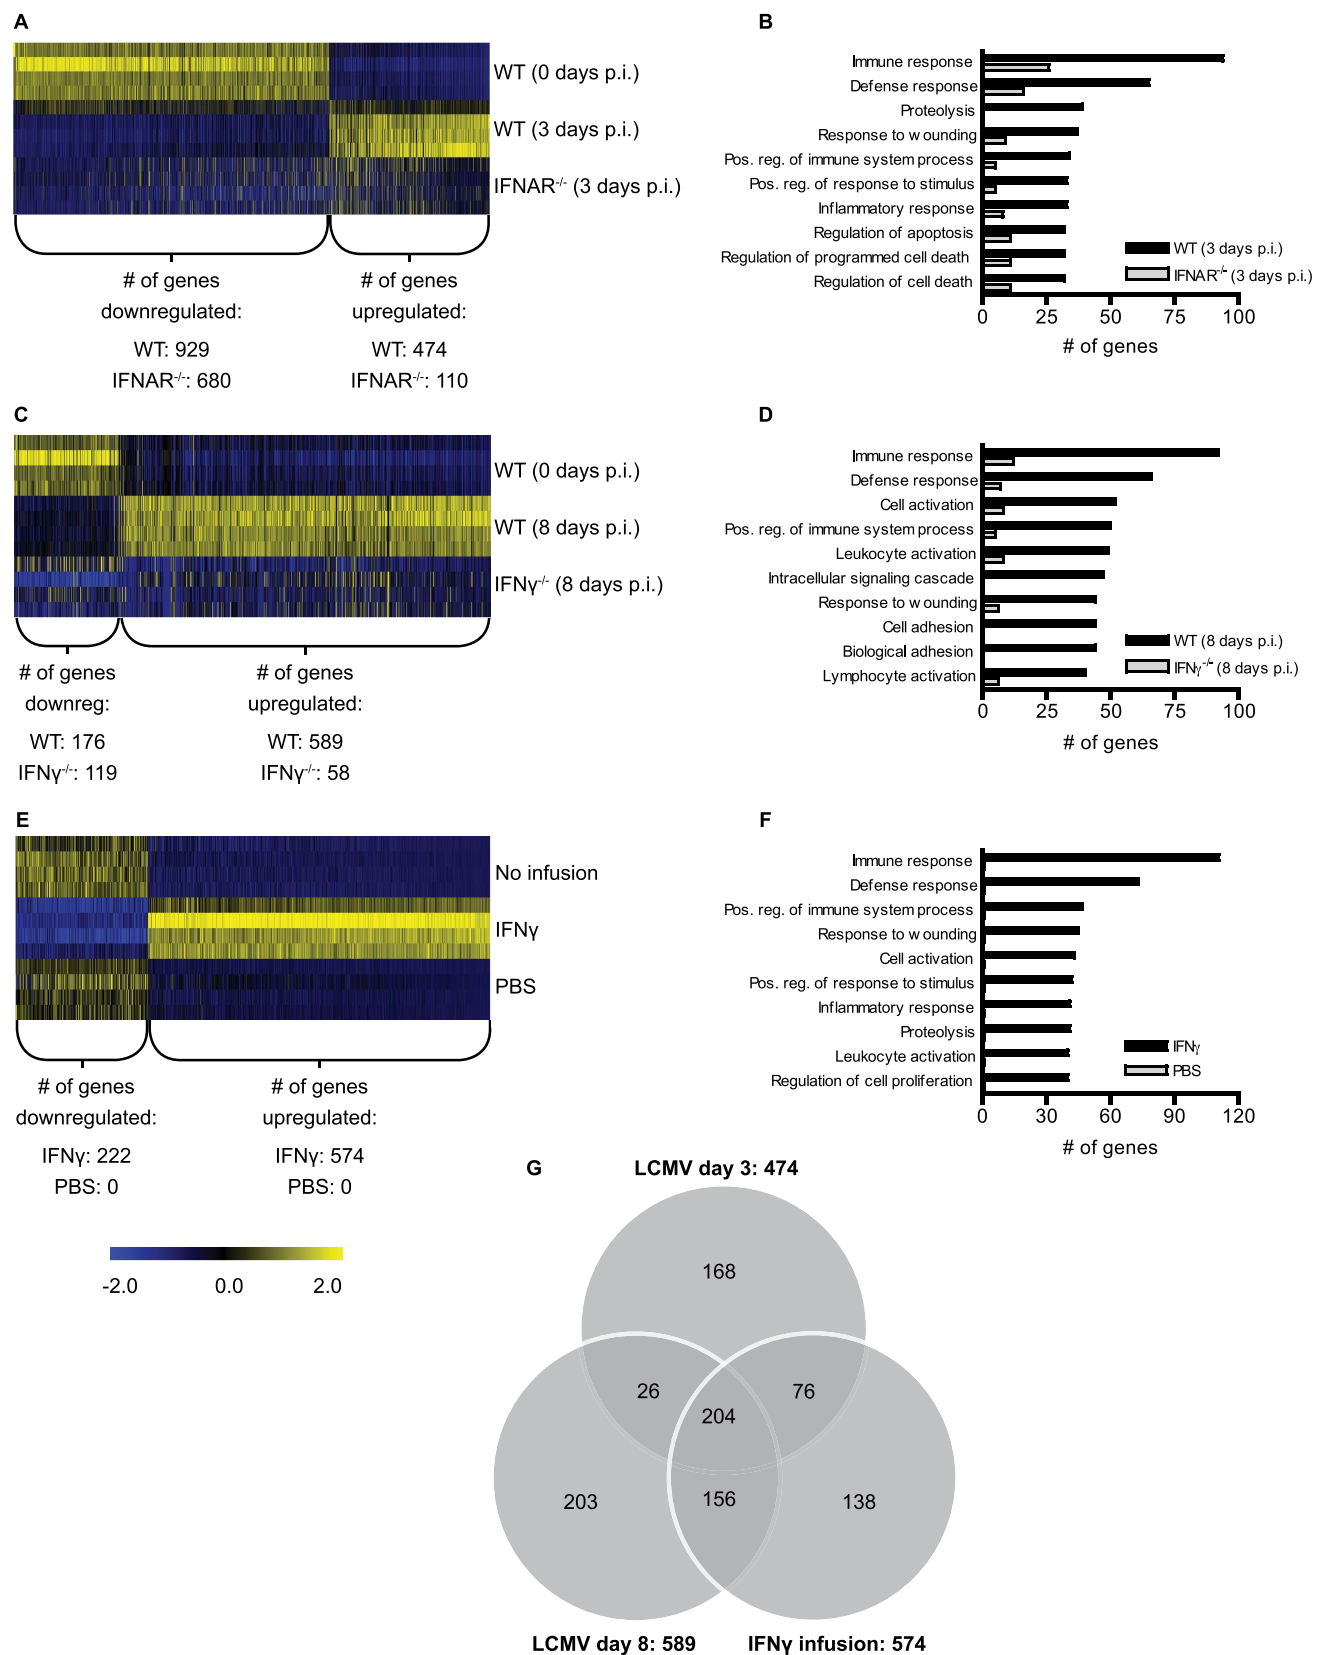 A
WT (0 days p.i.)
WT (3 days p.i.)
IFNAR-/- (3 days p.i.)
# of genes
downregulated:
WT: 929
IFNAR-/-: 680
# of genes
upregulated:
WT: 474
IFNAR-/-: 110
B
Immune response
Defense response
Proteolysis
Response to wounding
Pos. reg. of immune system process
Pos. reg. of response to stimulus
Inflammatory response
Regulation of apoptosis
Regulation of programmed cell death
Regulation of cell death
WT (3 days p.i.)
IFNAR-/- (3 days p.i.)
0 25 50 75 100
# of genes
C
WT (0 days p.i.)
WT (8 days p.i.)
IFNγ-/- (8 days p.i.)
# of genes
downreg:
WT: 176
IFNγ-/-: 119
# of genes
upregulated:
WT: 589
IFNγ-/-: 58
D
Immune response
Defense response
Cell activation
Pos. reg. of immune system process
Leukocyte activation
Intracellular signaling cascade
Response to wounding
Cell adhesion
Biological adhesion
Lymphocyte activation
WT (8 days p.i.)
IFNγ-/- (8 days p.i.)
0 25 50 75 100
# of genes
E
No infusion
IFNγ
PBS
# of genes
downregulated:
IFNγ: 222
PBS: 0
# of genes
upregulated:
IFNγ: 574
PBS: 0
-2.0 0.0 2.0
F
Immune response
Defense response
Pos. reg. of immune system process
Response to wounding
Cell activation
Pos. reg. of response to stimulus
Inflammatory response
Proteolysis
Leukocyte activation
Regulation of cell proliferation
IFNγ
PBS
0 30 60 90 120
# of genes
G
LCMV day 3: 474
168
26
76
204
203
156
138
LCMV day 8: 589
IFNγ infusion: 574